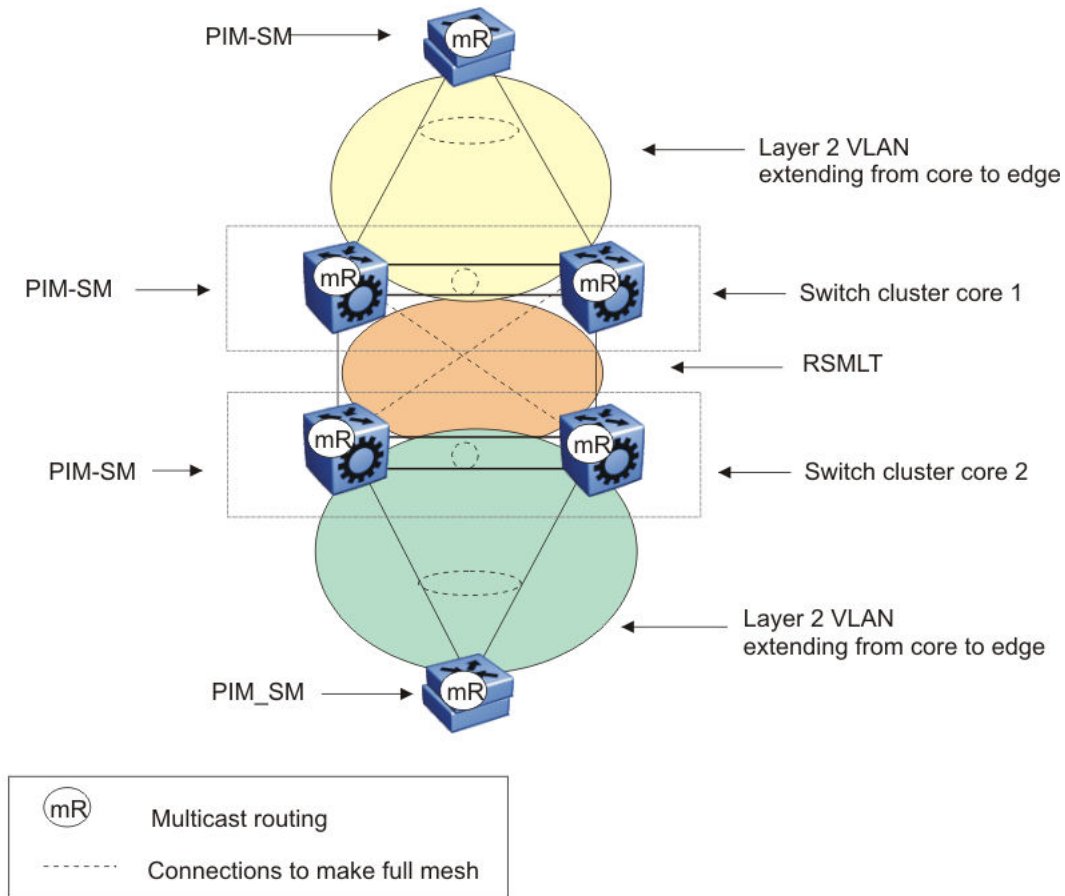 PIM-SM
mR
Layer 2 VLAN
extending from core to edge
mR
mR
PIM-SM
Switch cluster core 1
RSMLT
mR
mR
PIM-SM
Switch cluster core 2
Layer 2 VLAN
extending from core to edge
PIM_SM
mR
mR
Multicast routing
Connections to make full mesh